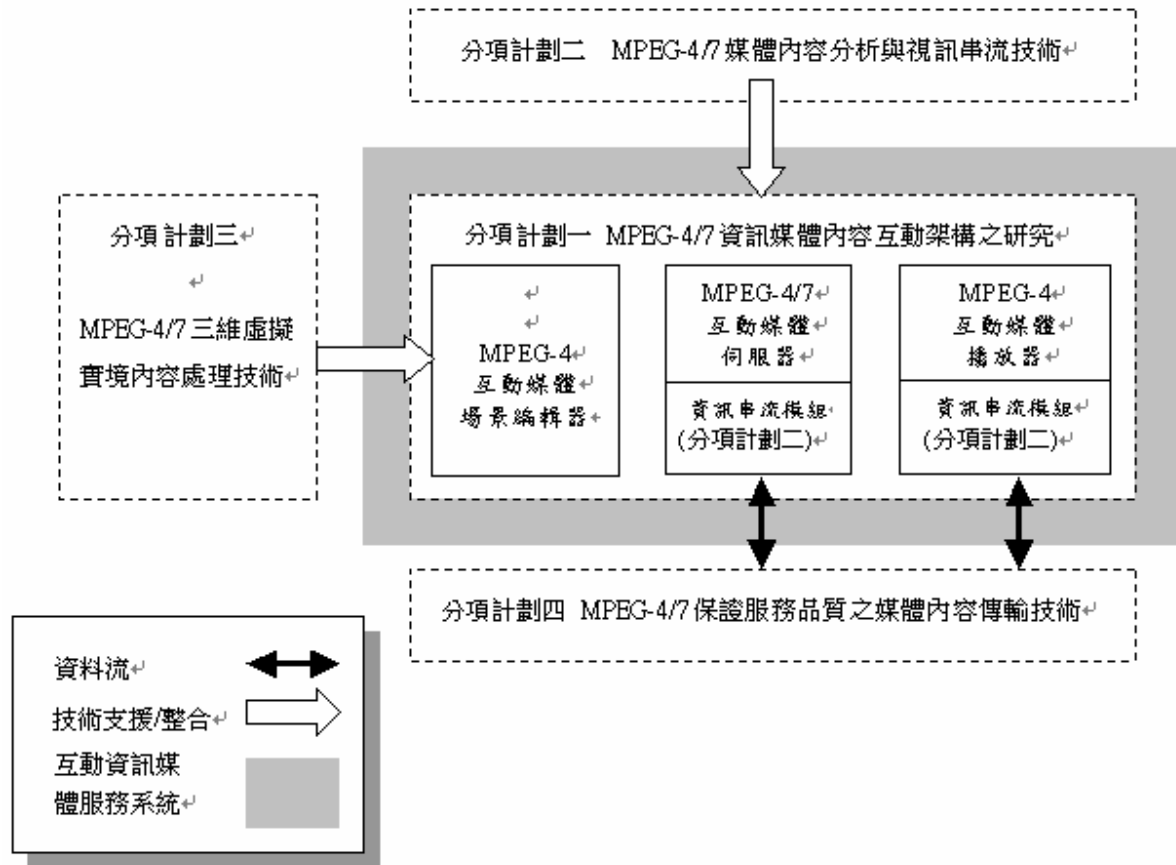 分項計劃二 MPEG-4/7 媒體內容分析與視訊串流技術
分項計劃三
MPEG-4/7 三維虛擬
實境內容處理技術
分項計劃一 MPEG-4/7 資訊媒體內容互動架構之研究
MPEG-4
互動媒體
場景編輯器
MPEG-4/7
互動媒體
伺服器
資訊串流模組
(分項計劃二)
MPEG-4
互動媒體
播放器
資訊串流模組
(分項計劃二)
分項計劃四 MPEG-4/7 保證服務品質之媒體內容傳輸技術
資料流
技術支援/整合
互動資訊媒
體服務系統